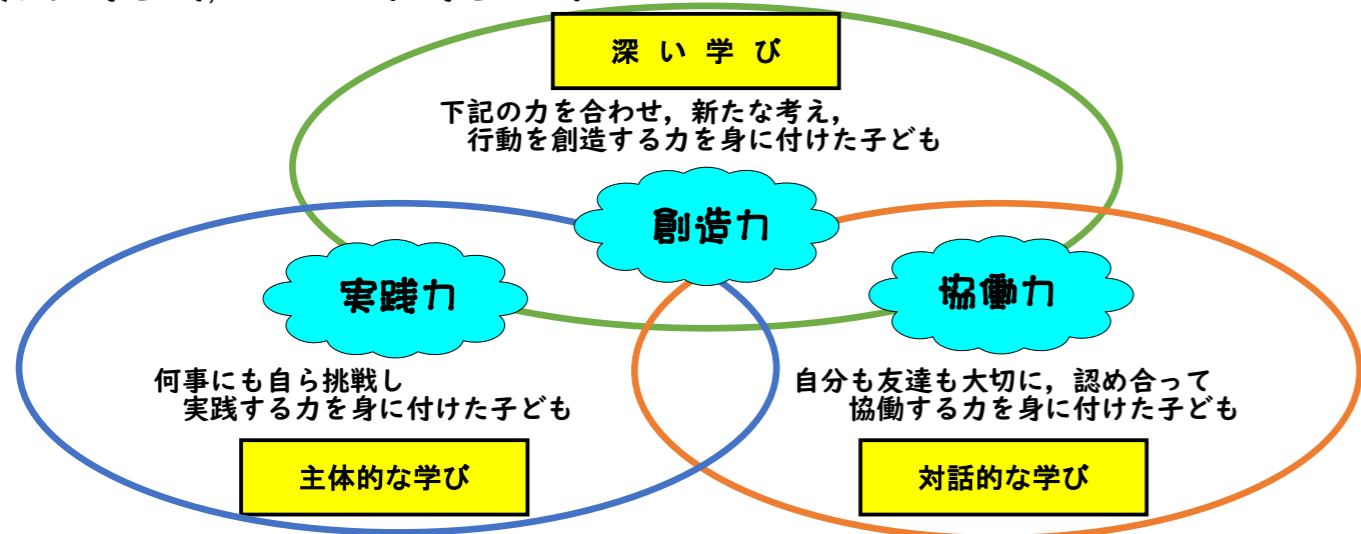 深い学び
下記の力を合わせ，新たな考え，
行動を創造する力を身に付けた子ども
創造力
実践力
協働力
何事にも自ら挑戦し
実践する力を身に付けた子ども
自分も友達も大切に，認め合って
協働する力を身に付けた子ども
主体的な学び
対話的な学び